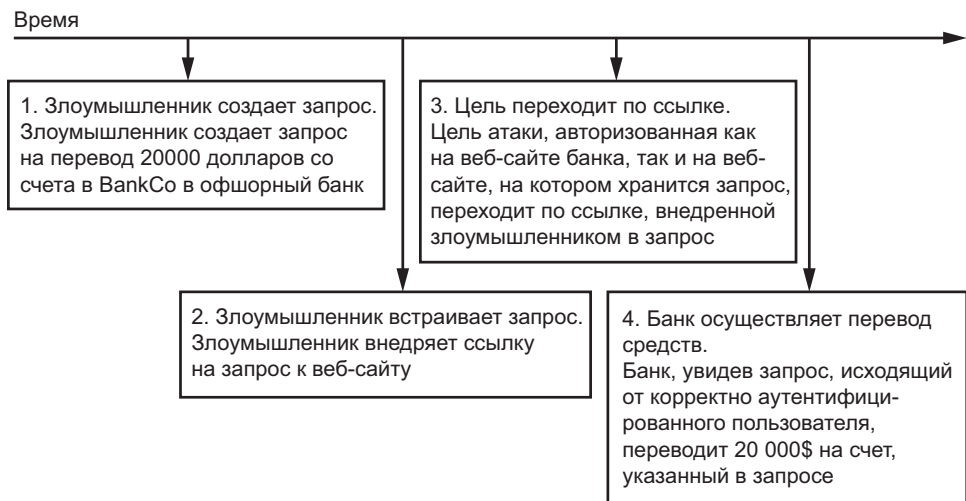 Время
1. Злоумышленник создает запрос.
Злоумышленник создает запрос
на перевод 20000 долларов со
счета в BankCo в офшорный банк
3. Цель переходит по ссылке.
Цель атаки, авторизованная как
на веб-сайте банка, так и на веб-
сайте, на котором хранится запрос,
переходит по ссылке, внедренной
злоумышленником в запрос
2. Злоумышленник встраивает запрос.
Злоумышленник внедряет ссылку
на запрос к веб-сайту
4. Банк осуществляет перевод
средств.
Банк, увидев запрос, исходящий
от корректно аутентифици-
рованного пользователя,
переводит 20 000$ на счет,
указанный в запросе